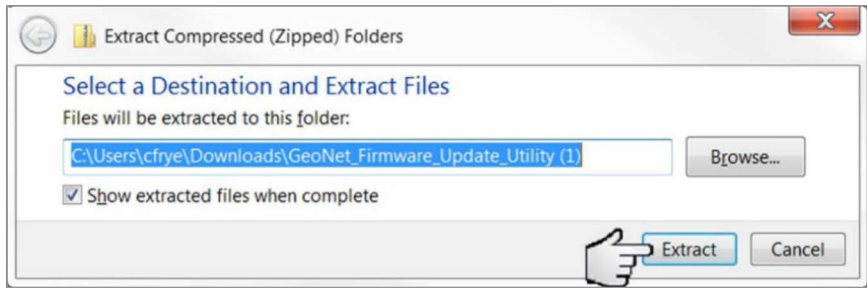 Extract Compressed (Zipped) Folders
Select a Destination and Extract Files
Files will be extracted to this folder:
C:\Users\cfrye\Downloads\GeoNet_Firmware_Update_Utility (1)
Browse...
Show extracted files when complete
Extract
Cancel